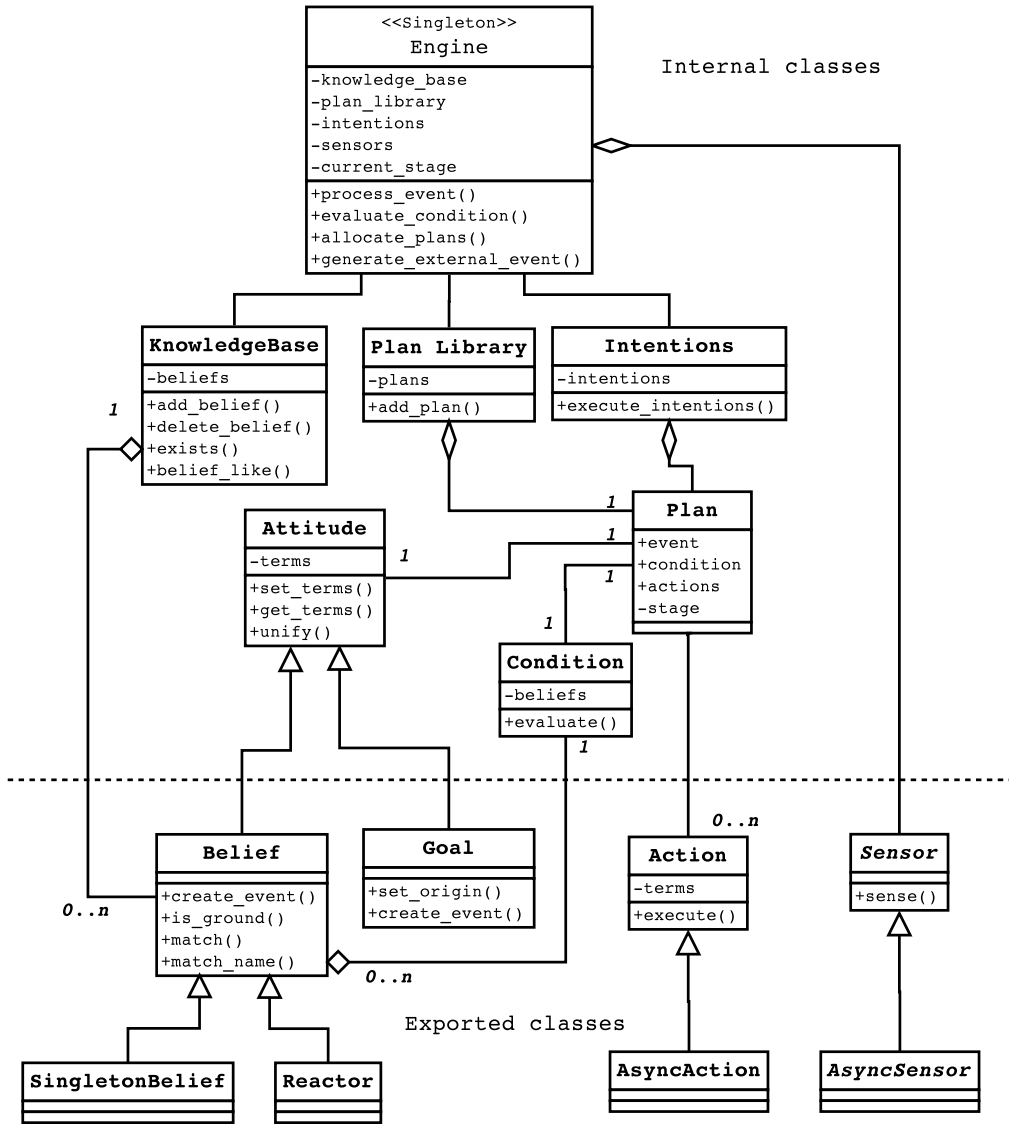 <<Singleton>>
Engine
Internal classes
-knowledge_base
-plan_library
-intentions
-sensors
-current_stage
+process_event()
+evaluate_condition()
+allocate_plans()
+generate_external_event()
KnowledgeBase
-beliefs
+add_belief()
+delete_belief()
+exists()
+belief_like()
1
Plan Library
-plans
+add_plan()
Intentions
-intentions
+execute_intentions()
Attitude
-terms
+set_terms()
+get_terms()
+unify()
1
1
1
1
Plan
+event
+condition
+actions
-stage
1
Condition
-beliefs
+evaluate()
1
0..n
Belief
+create_event()
+is_ground()
+match()
+match_name()
0..n
Goal
+set_origin()
+create_event()
0..n
Action
-terms
+execute()
Sensor
+sense()
Exported classes
SingletonBelief
Reactor
AsyncAction
AsyncSensor